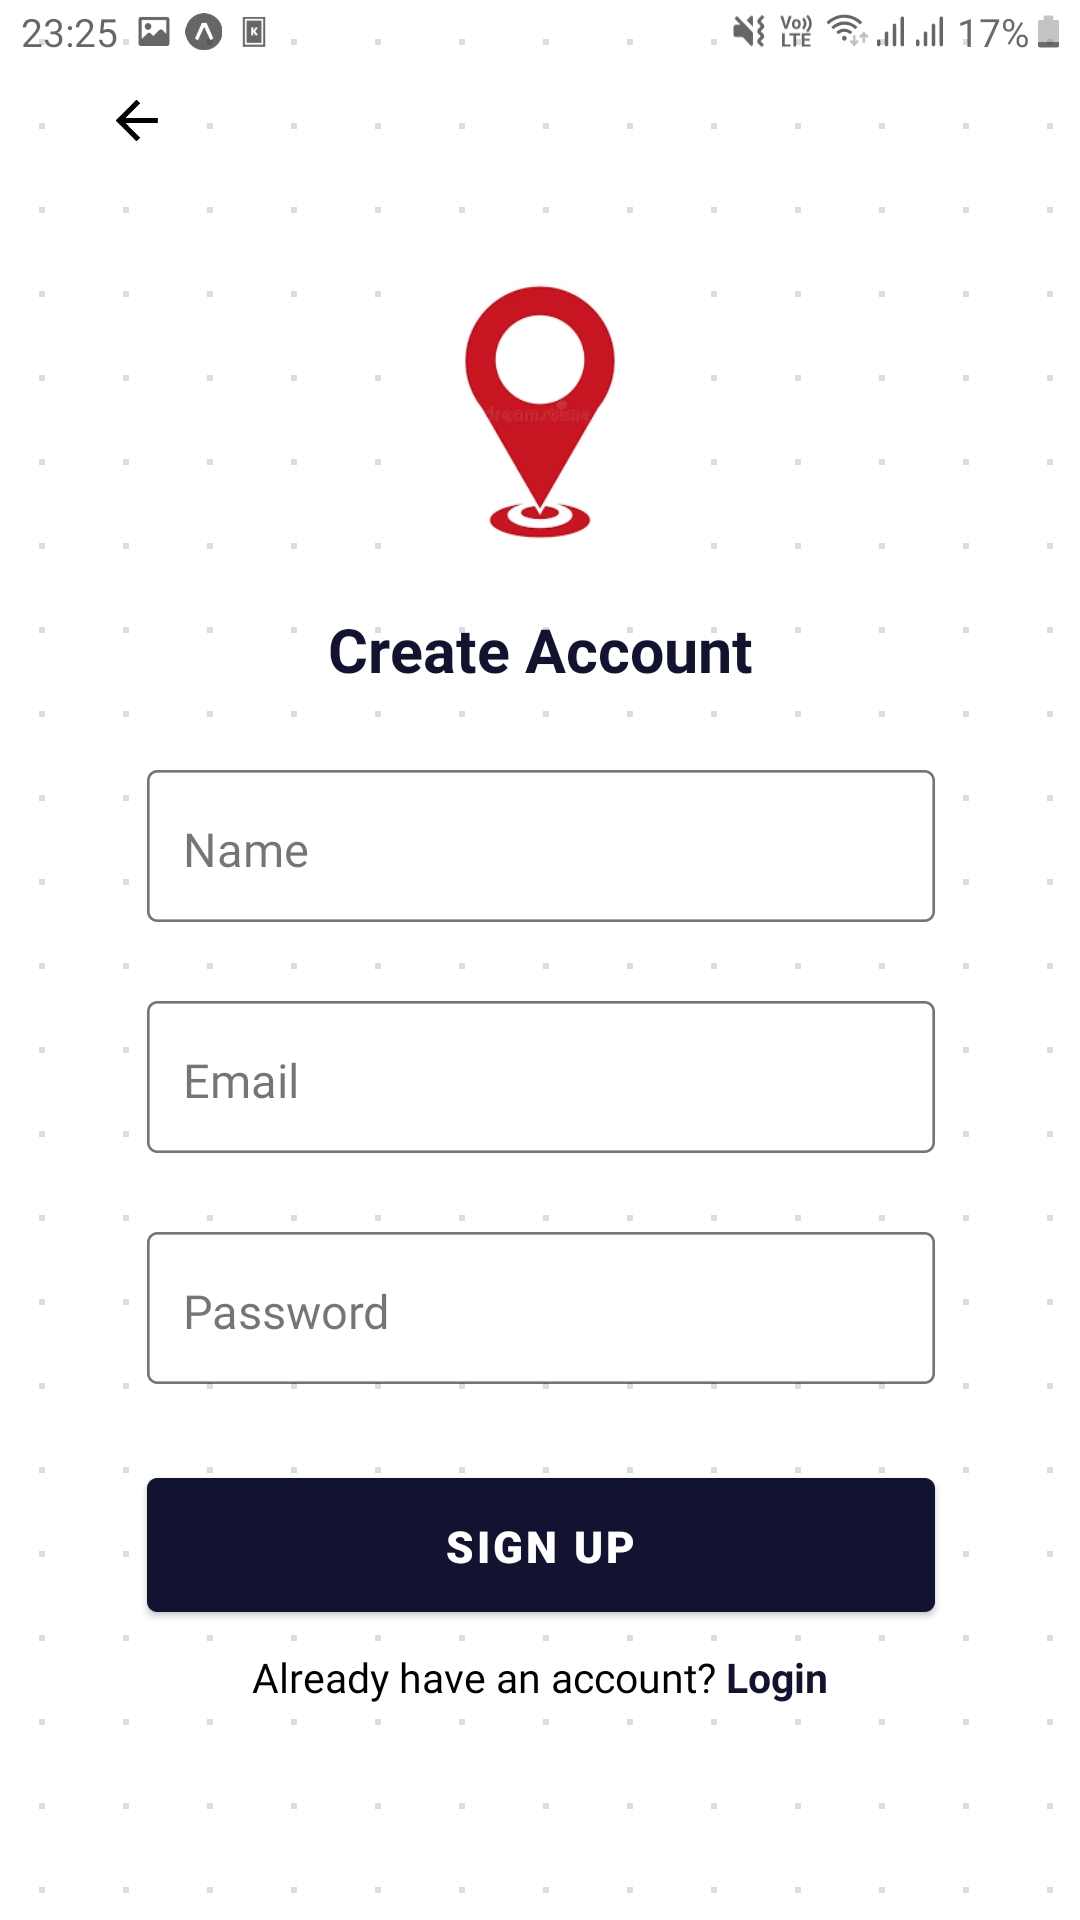 23:25 K Vo)) LTE 17%
dreamstime
Create Account
Name
Email
Password
SIGN UP
Already have an account? Login